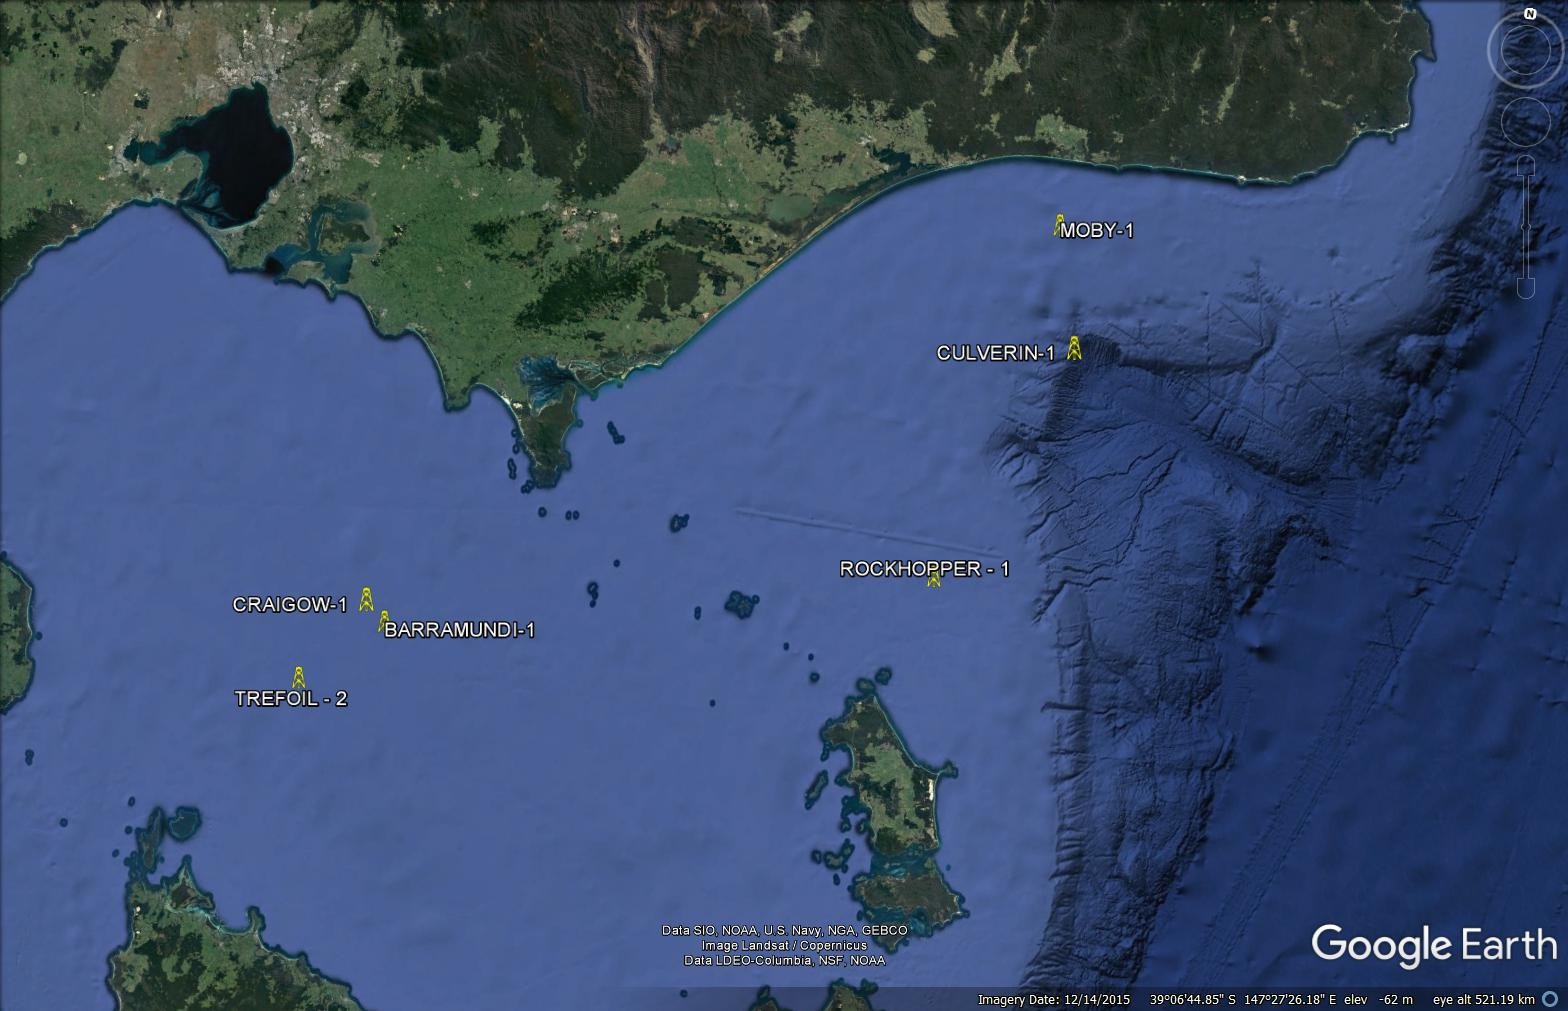 N
MOBY-1
CULVERIN-1
ROCKHOPPER - 1
CRAIGOW-1
BARRAMUNDI-1
TREFOIL - 2
Data SIO, NOAA, U.S. Navy, NGA, GEBCO
Image Landsat / Copernicus
Data LDEO-Columbia, NSF, NOAA
Google Earth
Imagery Date: 12/14/2015 39°06'44.85" S 147°27'26.18" E elev -62 m eye alt 521.19 km